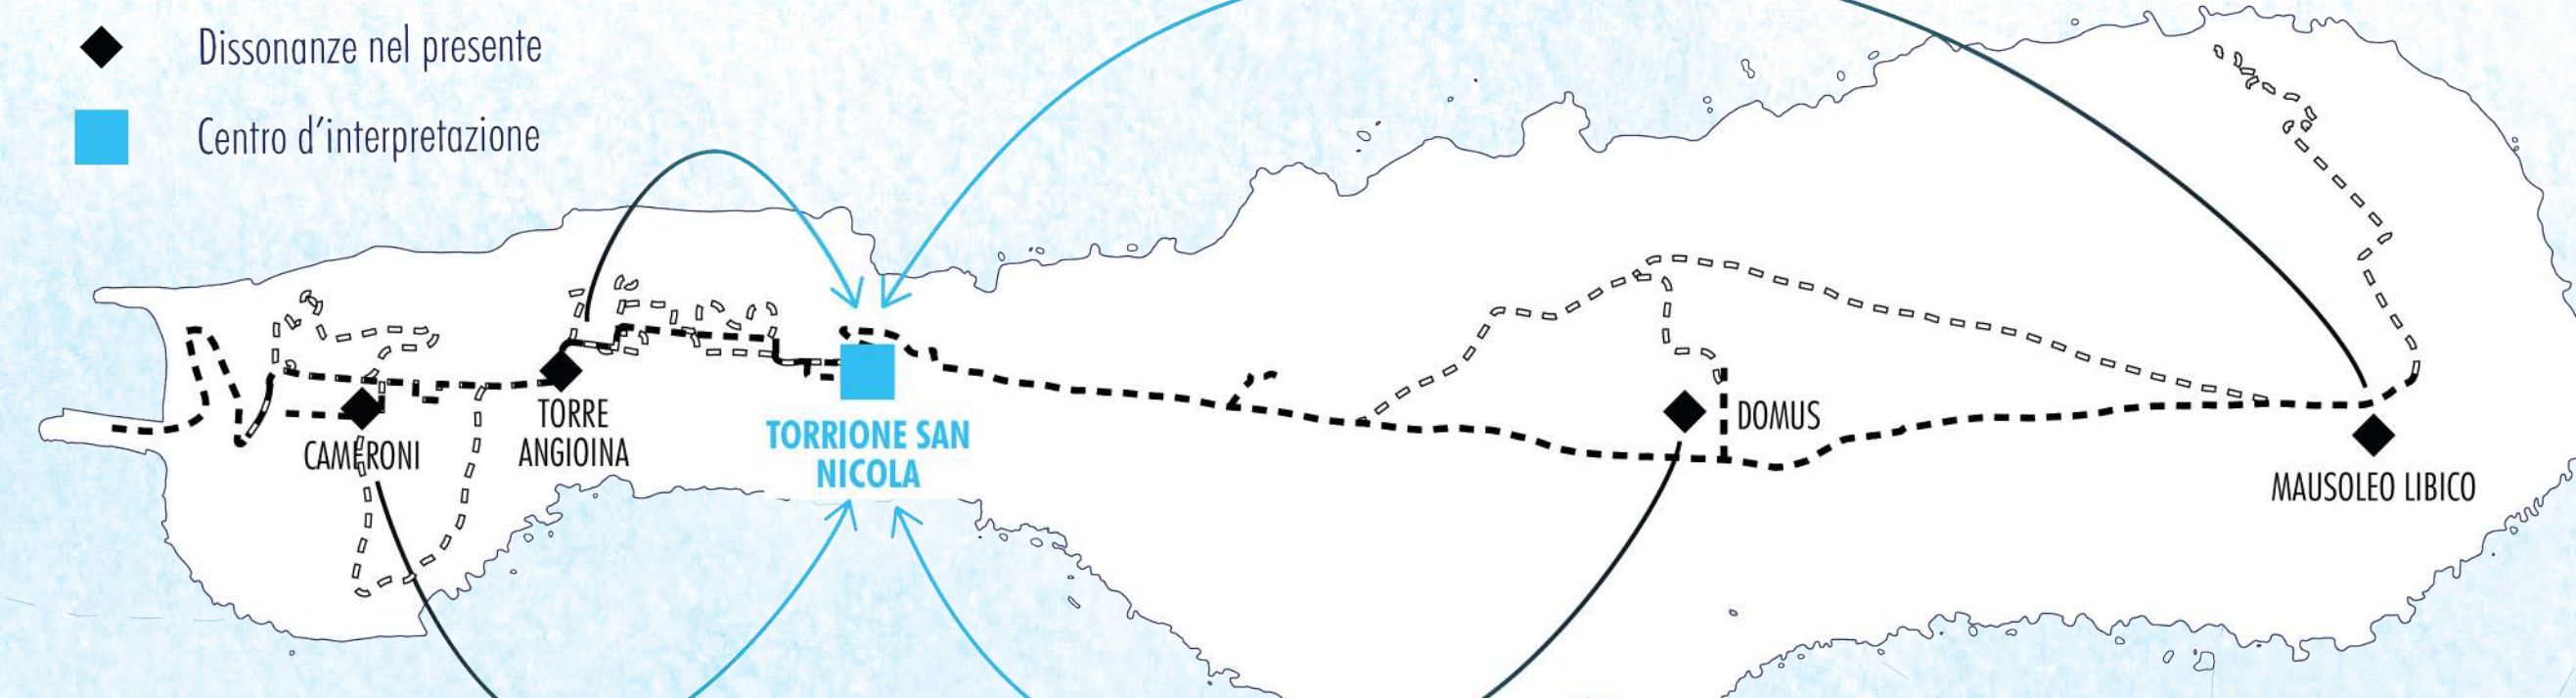 Dissonanze nel presente
Centro d'interpretazione
CAMERONI
TORRE
ANGIOINA
TORRIONE SAN
NICOLA
DOMUS
MAUSOLEO LIBICO